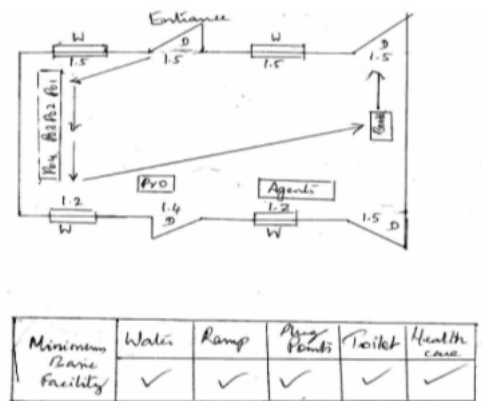 Entrance
W D W D
1.5 1.5 1.5 1.5
Po4 Po3 Po2 Po1
PrO Agents
1.2 1.4 1.2 1.5
W D W D
Minimum Basic Facility
Water Ramp Plug Points Toilet Health care
✓ ✓ ✓ ✓ ✓